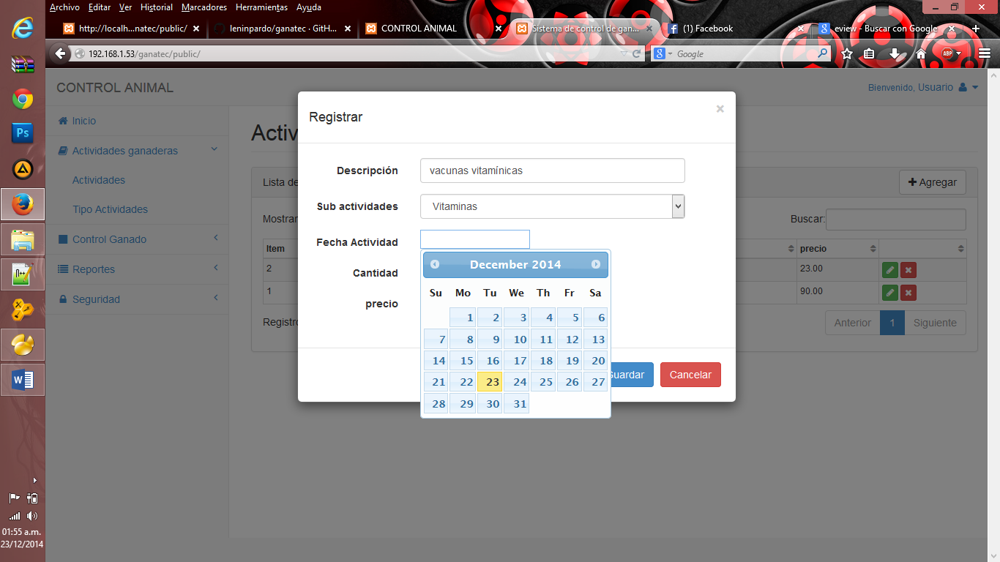 Archivo Editar Ver Historial Marcadores Herramientas Ayuda
http://localh...natec/public/ leninpardo/ganatec · GitH... CONTROL ANIMAL Sistema de control de gan... (1) Facebook eview - Buscar con Google
192.168.1.53/ganatec/public/ Google ABP
CONTROL ANIMAL Bienvenido, Usuario
Inicio
Actividades ganaderas
Actividades
Tipo Actividades
Control Ganado
Reportes
Seguridad
Activ
Lista de Agregar
Mostrar Buscar:
Item precio
2 23.00
1 90.00
Registro Anterior 1 Siguiente
Registrar
Descripción vacunas vitamínicas
Sub actividades Vitaminas
Fecha Actividad
Cantidad
precio
December 2014
Su Mo Tu We Th Fr Sa
1 2 3 4 5 6
7 8 9 10 11 12 13
14 15 16 17 18 19 20
21 22 23 24 25 26 27
28 29 30 31
Guardar Cancelar
Ps
W
01:55 a.m.
23/12/2014